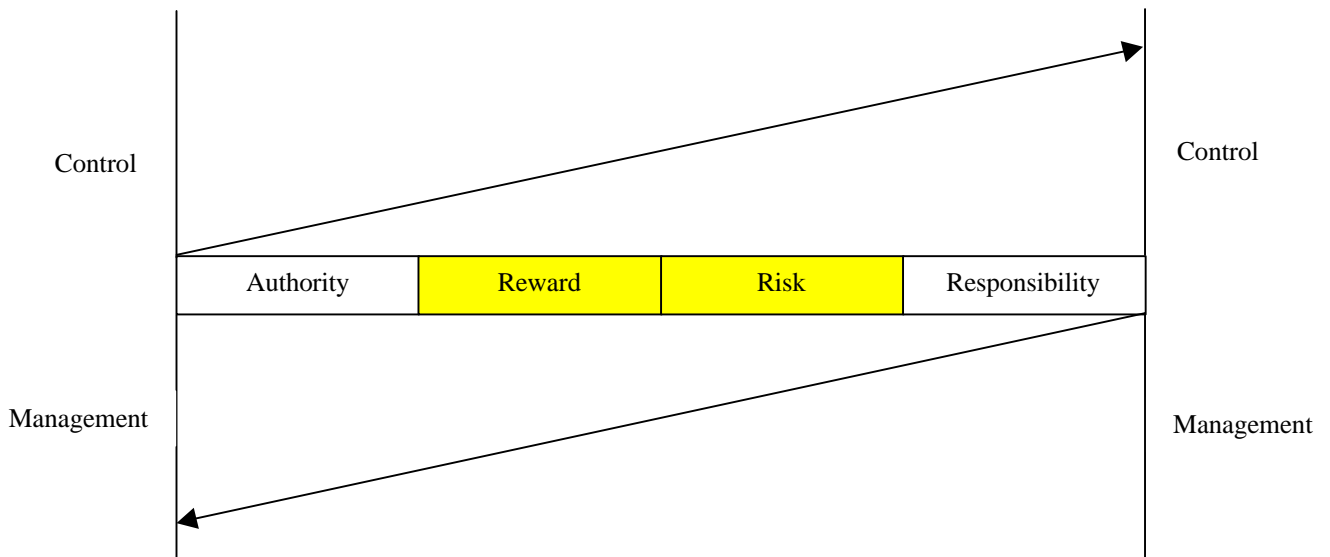 Control
Control
Authority
Reward
Risk
Responsibility
Management
Management